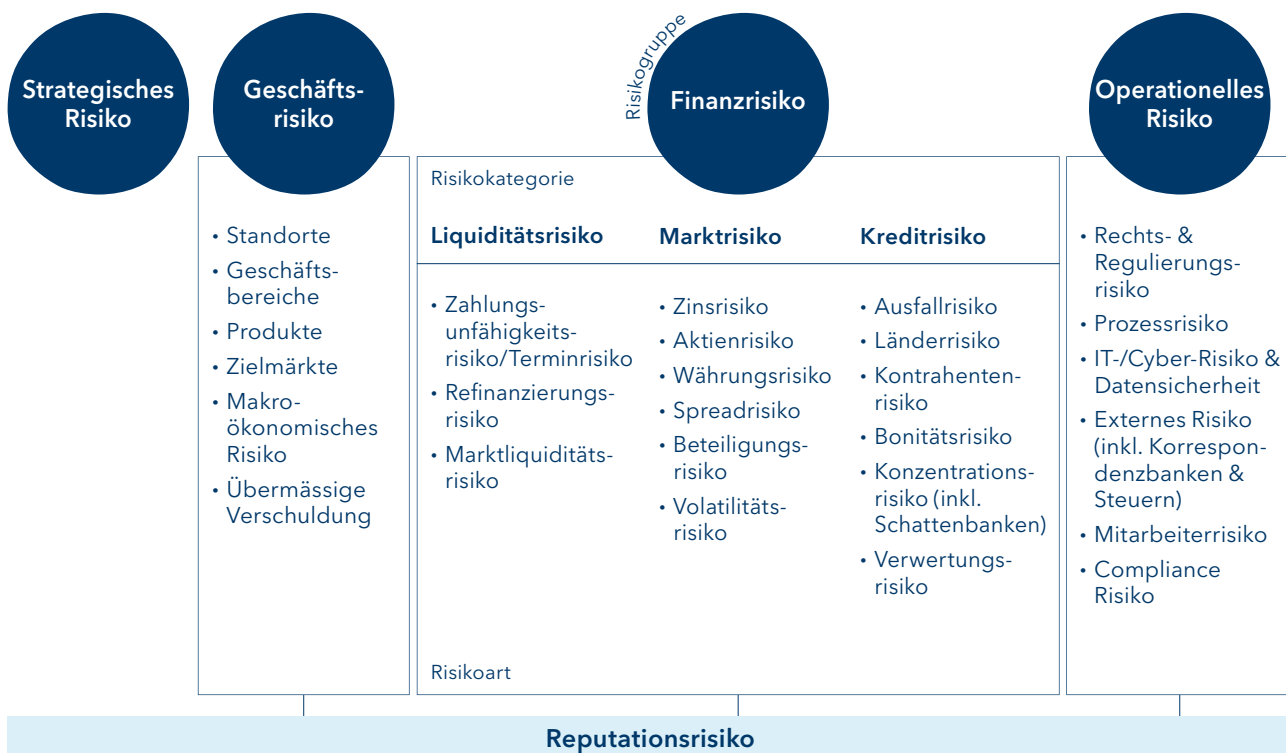 Strategisches
Risiko
Geschäfts-
risiko
Risikogruppe
Finanzrisiko
Operationelles
Risiko
• Standorte
• Geschäfts-
bereiche
• Produkte
• Zielmärkte
• Makro-
ökonomisches
Risiko
• Übermässige
Verschuldung
Risikokategorie
Liquiditätsrisiko
• Zahlungs-
unfähigkeits-
risiko/Terminrisiko
• Refinanzierungs-
risiko
• Marktliquiditäts-
risiko
Marktrisiko
• Zinsrisiko
• Aktienrisiko
• Währungsrisiko
• Spreadrisiko
• Beteiligungs-
risiko
• Volatilitäts-
risiko
Kreditrisiko
• Ausfallrisiko
• Länderrisiko
• Kontrahenten-
risiko
• Bonitätsrisiko
• Konzentrations-
risiko (inkl.
Schattenbanken)
• Verwertungs-
risiko
Risikoart
• Rechts- &
Regulierungs-
risiko
• Prozessrisiko
• IT-/Cyber-Risiko &
Datensicherheit
• Externes Risiko
(inkl. Korrespon-
denzbanken &
Steuern)
• Mitarbeiterrisiko
• Compliance
Risiko
Reputationsrisiko